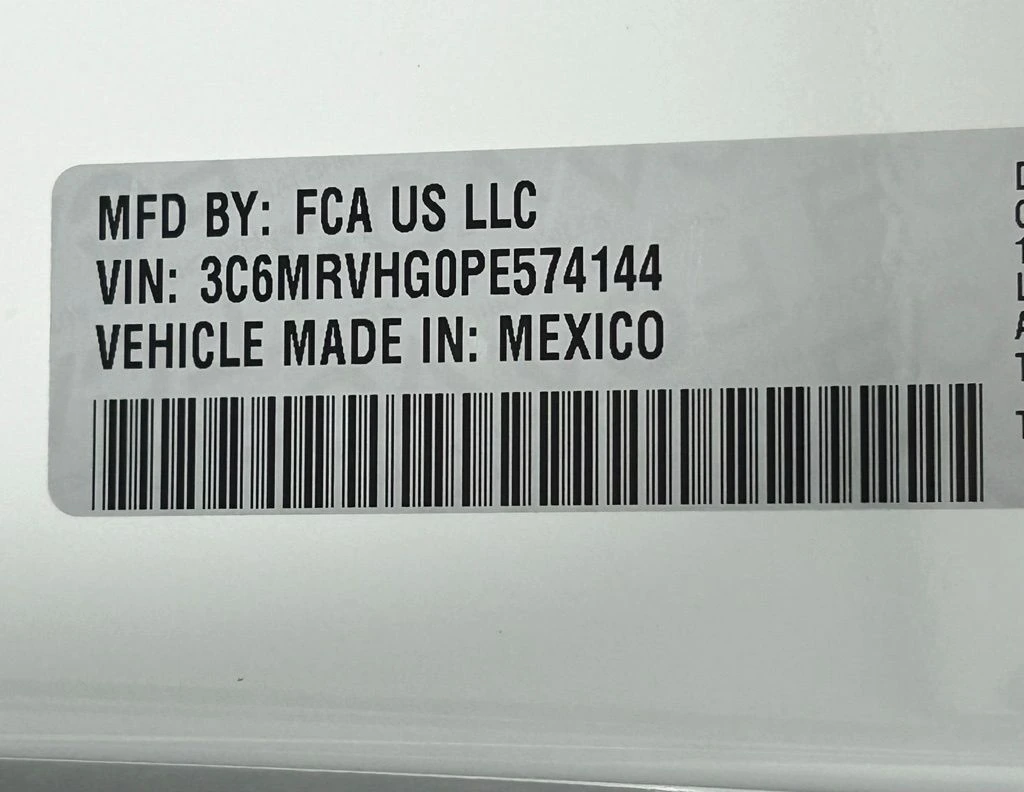 MFD BY: FCA US LLC
VIN: 3C6MRVHG0PE574144
VEHICLE MADE IN: MEXICO